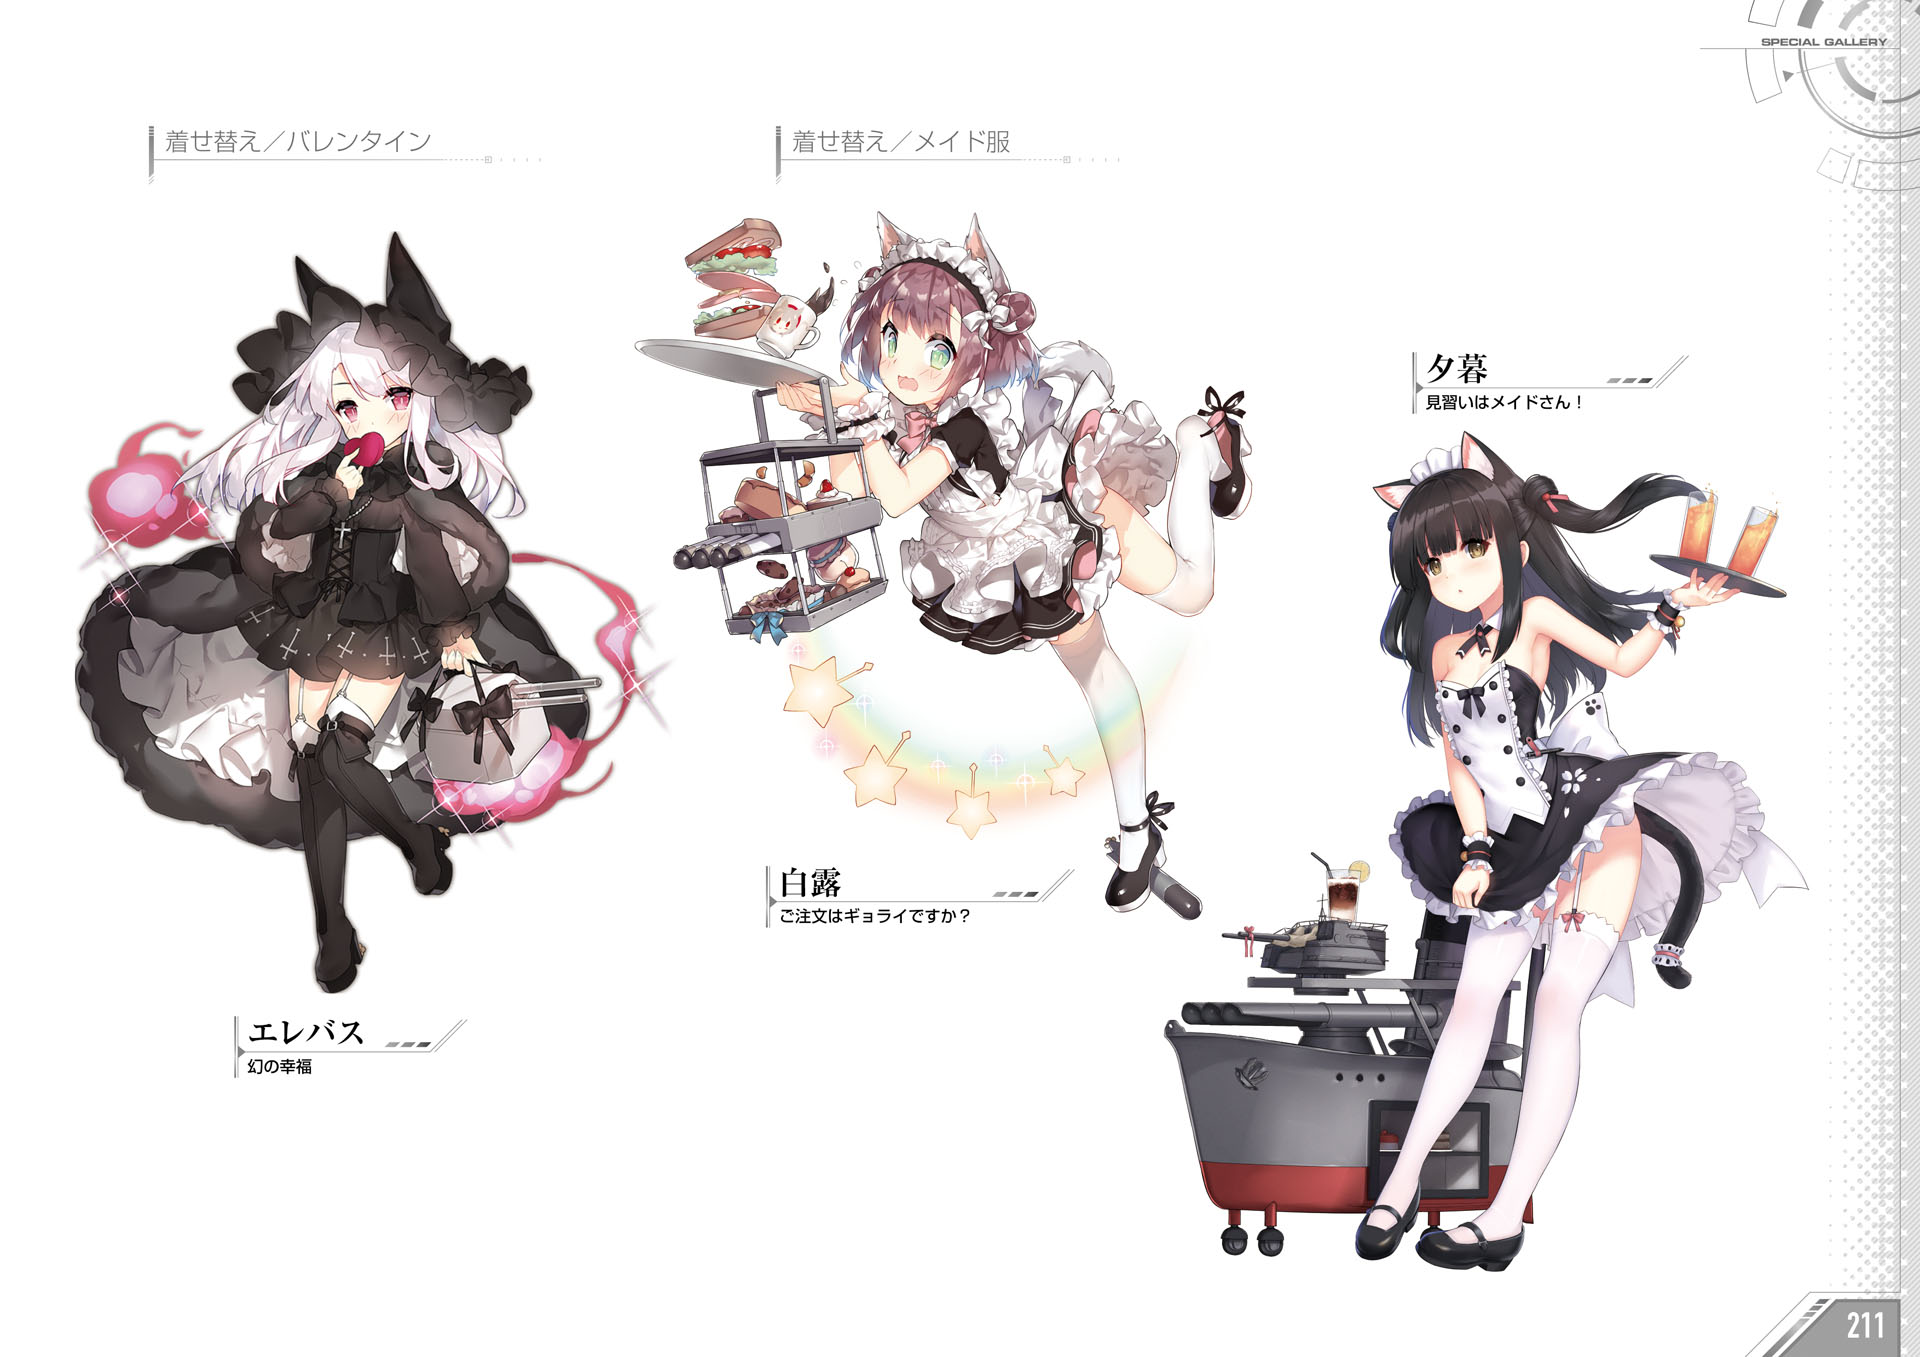 SPECIAL GALLERY
着せ替え／バレンタイン
着せ替え／メイド服
夕暮
見習いはメイドさん！
白露
ご注文はギョライですか？
エレバス
幻の幸福
211